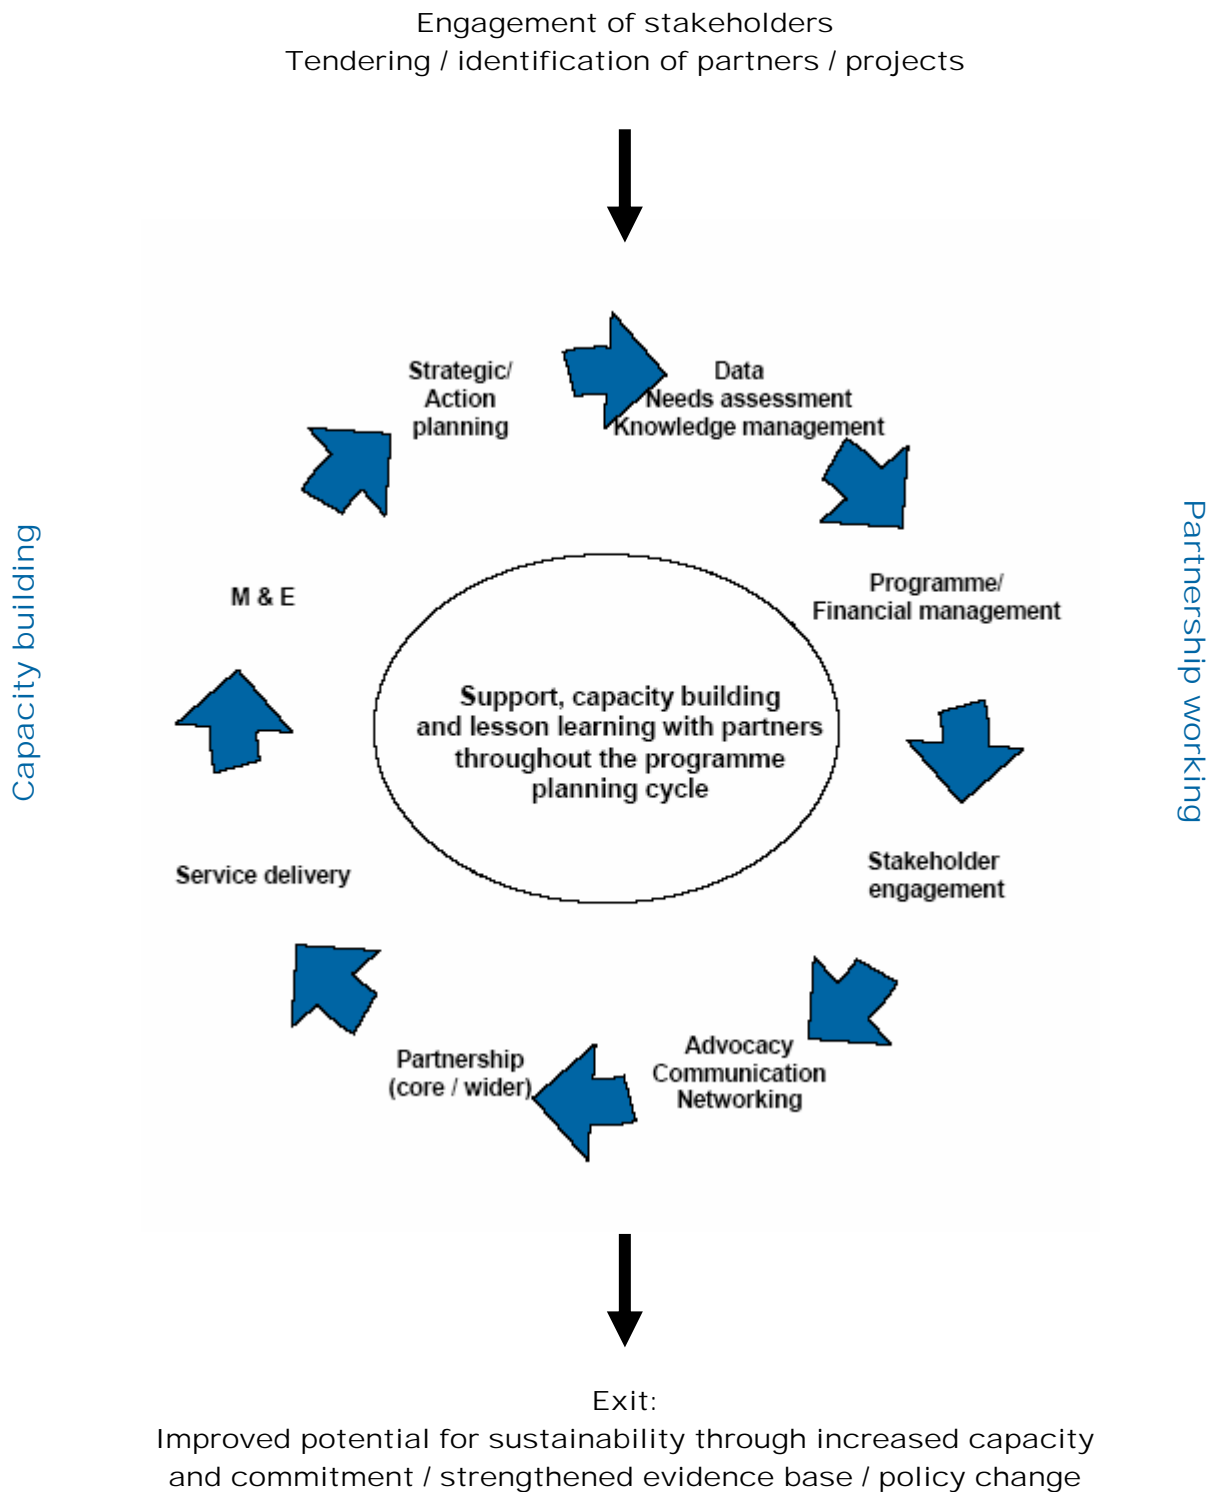 Engagement of stakeholders
Tendering / identification of partners / projects
Strategic/
Action
planning
Data
Needs assessment
Knowledge management
Programme/
Financial management
Stakeholder
engagement
Advocacy
Communication
Networking
Partnership
(core / wider)
Service delivery
M & E
Support, capacity building
and lesson learning with partners
throughout the programme
planning cycle
Capacity building
Partnership working
Exit:
Improved potential for sustainability through increased capacity
and commitment / strengthened evidence base / policy change